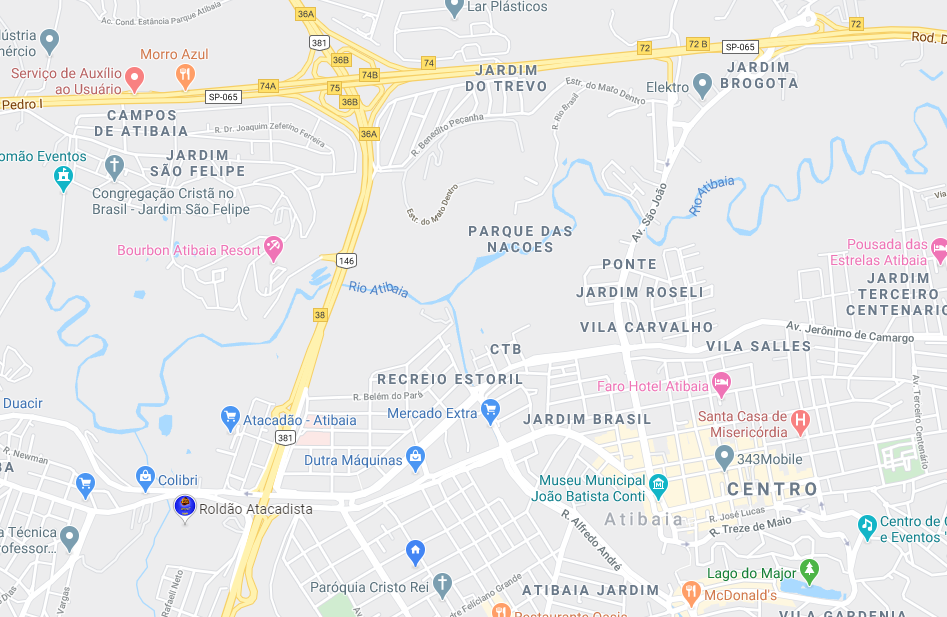 Ac. Cond. Estância Parque Atibaia
36A
Lar Plásticos
72
381
72 B
SP-065
Rod. D
72
Morro Azul
36B
74
74B
JARDIM
DO TREVO
JARDIM
BROGOTA
Serviço de Auxílio
ao Usuário
74A
75
Elektro
Estr. do Mato Dentro
Pedro I
SP-065
36B
R. Rio Brasil
CAMPOS
DE ATIBAIA
R. Dr. Joaquim Zeferino Ferreira
36A
R. Benedito Peçanha
omão Eventos
JARDIM
SÃO FELIPE
Congregação Cristã no
Brasil - Jardim São Felipe
Estr. do Mato Dentro
Av. São João
Rio Atibaia
Via
PARQUE DAS
NACOES
Bourbon Atibaia Resort
146
Pousada das
Estrelas Atibaia
PONTE
Rio Atibaia
JARDIM ROSELI
JARDIM
TERCEIRO
CENTENARIO
38
VILA CARVALHO
Av. Jerônimo de Camargo
CTB
VILA SALLES
RECREIO ESTORIL
Faro Hotel Atibaia
Av. Terceiro Centenário
R. Belém do Pará
Duacir
Atacadão - Atibaia
Mercado Extra
JARDIM BRASIL
Santa Casa de
Misericórdia
381
R. Newman
BA
Dutra Máquinas
343Mobile
Colibri
Museu Municipal
João Batista Conti
CENTRO
Roldão Atacadista
Atibaia
R. José Lucas
R. Treze de Maio
R. Alfredo André
Centro de C
e Eventos '
a Técnica
rofessor...
Paróquia Cristo Rei
Lago do Major
Dias
Vargas
Rafaeli Neto
dre Feliciano Grande
ATIBAIA JARDIM
McDonald's
Restaurante Oasis
VILA GARDENIA